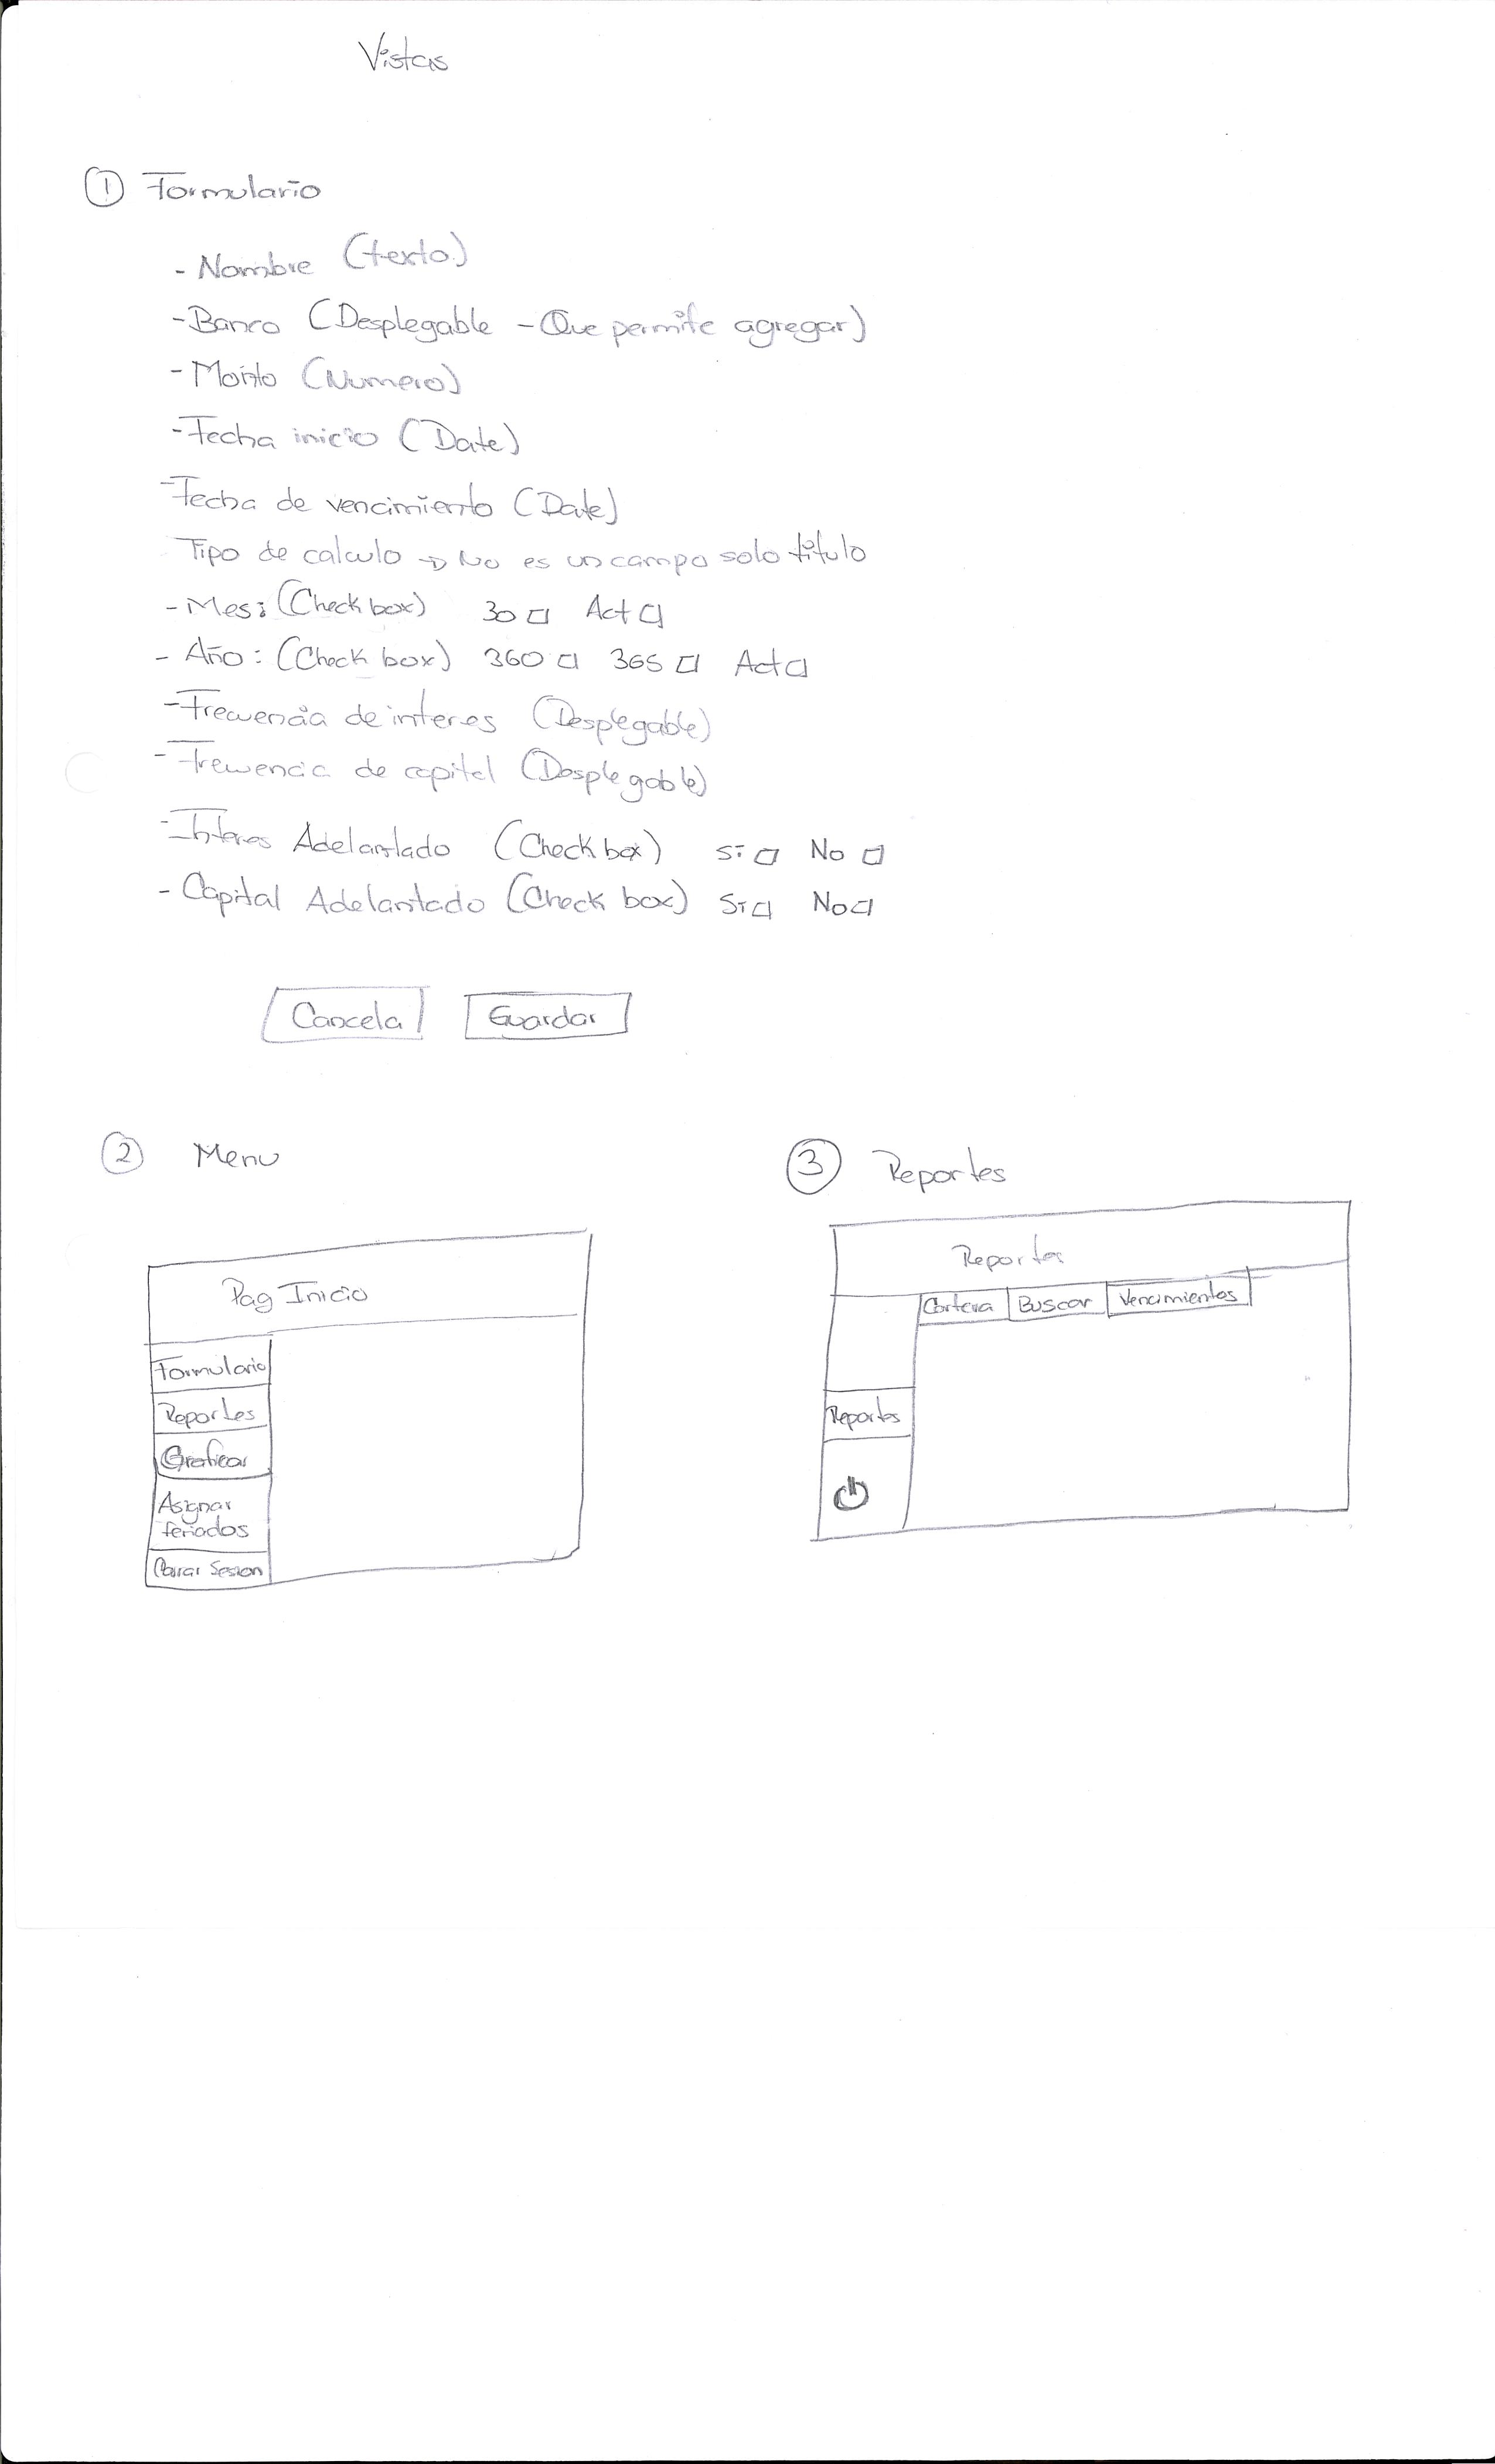 Vistas
① Formulario
- Nombre (texto)
- Banco (Desplegable - Que permite agregar)
- Monto (Numero)
- Fecha inicio (Date)
- Fecha de vencimiento (Date)
Tipo de calculo → No es un campo solo titulo
- Mes: (Check box) 30 □ Act □
- Año: (Check box) 360 □ 365 □ Act □
- Frecuencia de interes (Desplegable)
- Frecuencia de capital (Desplegable)
- Interes Adelantado (Check box) si □ No □
- Capital Adelantado (Check box) Si □ No □
Cancela
Guardar
② Menu
Pag Inicio
Formulario
Reportes
Graficar
Asignar
feriados
Cerrar Sesion
③ Reportes
Cartera Buscar Vencimientos
Reportes